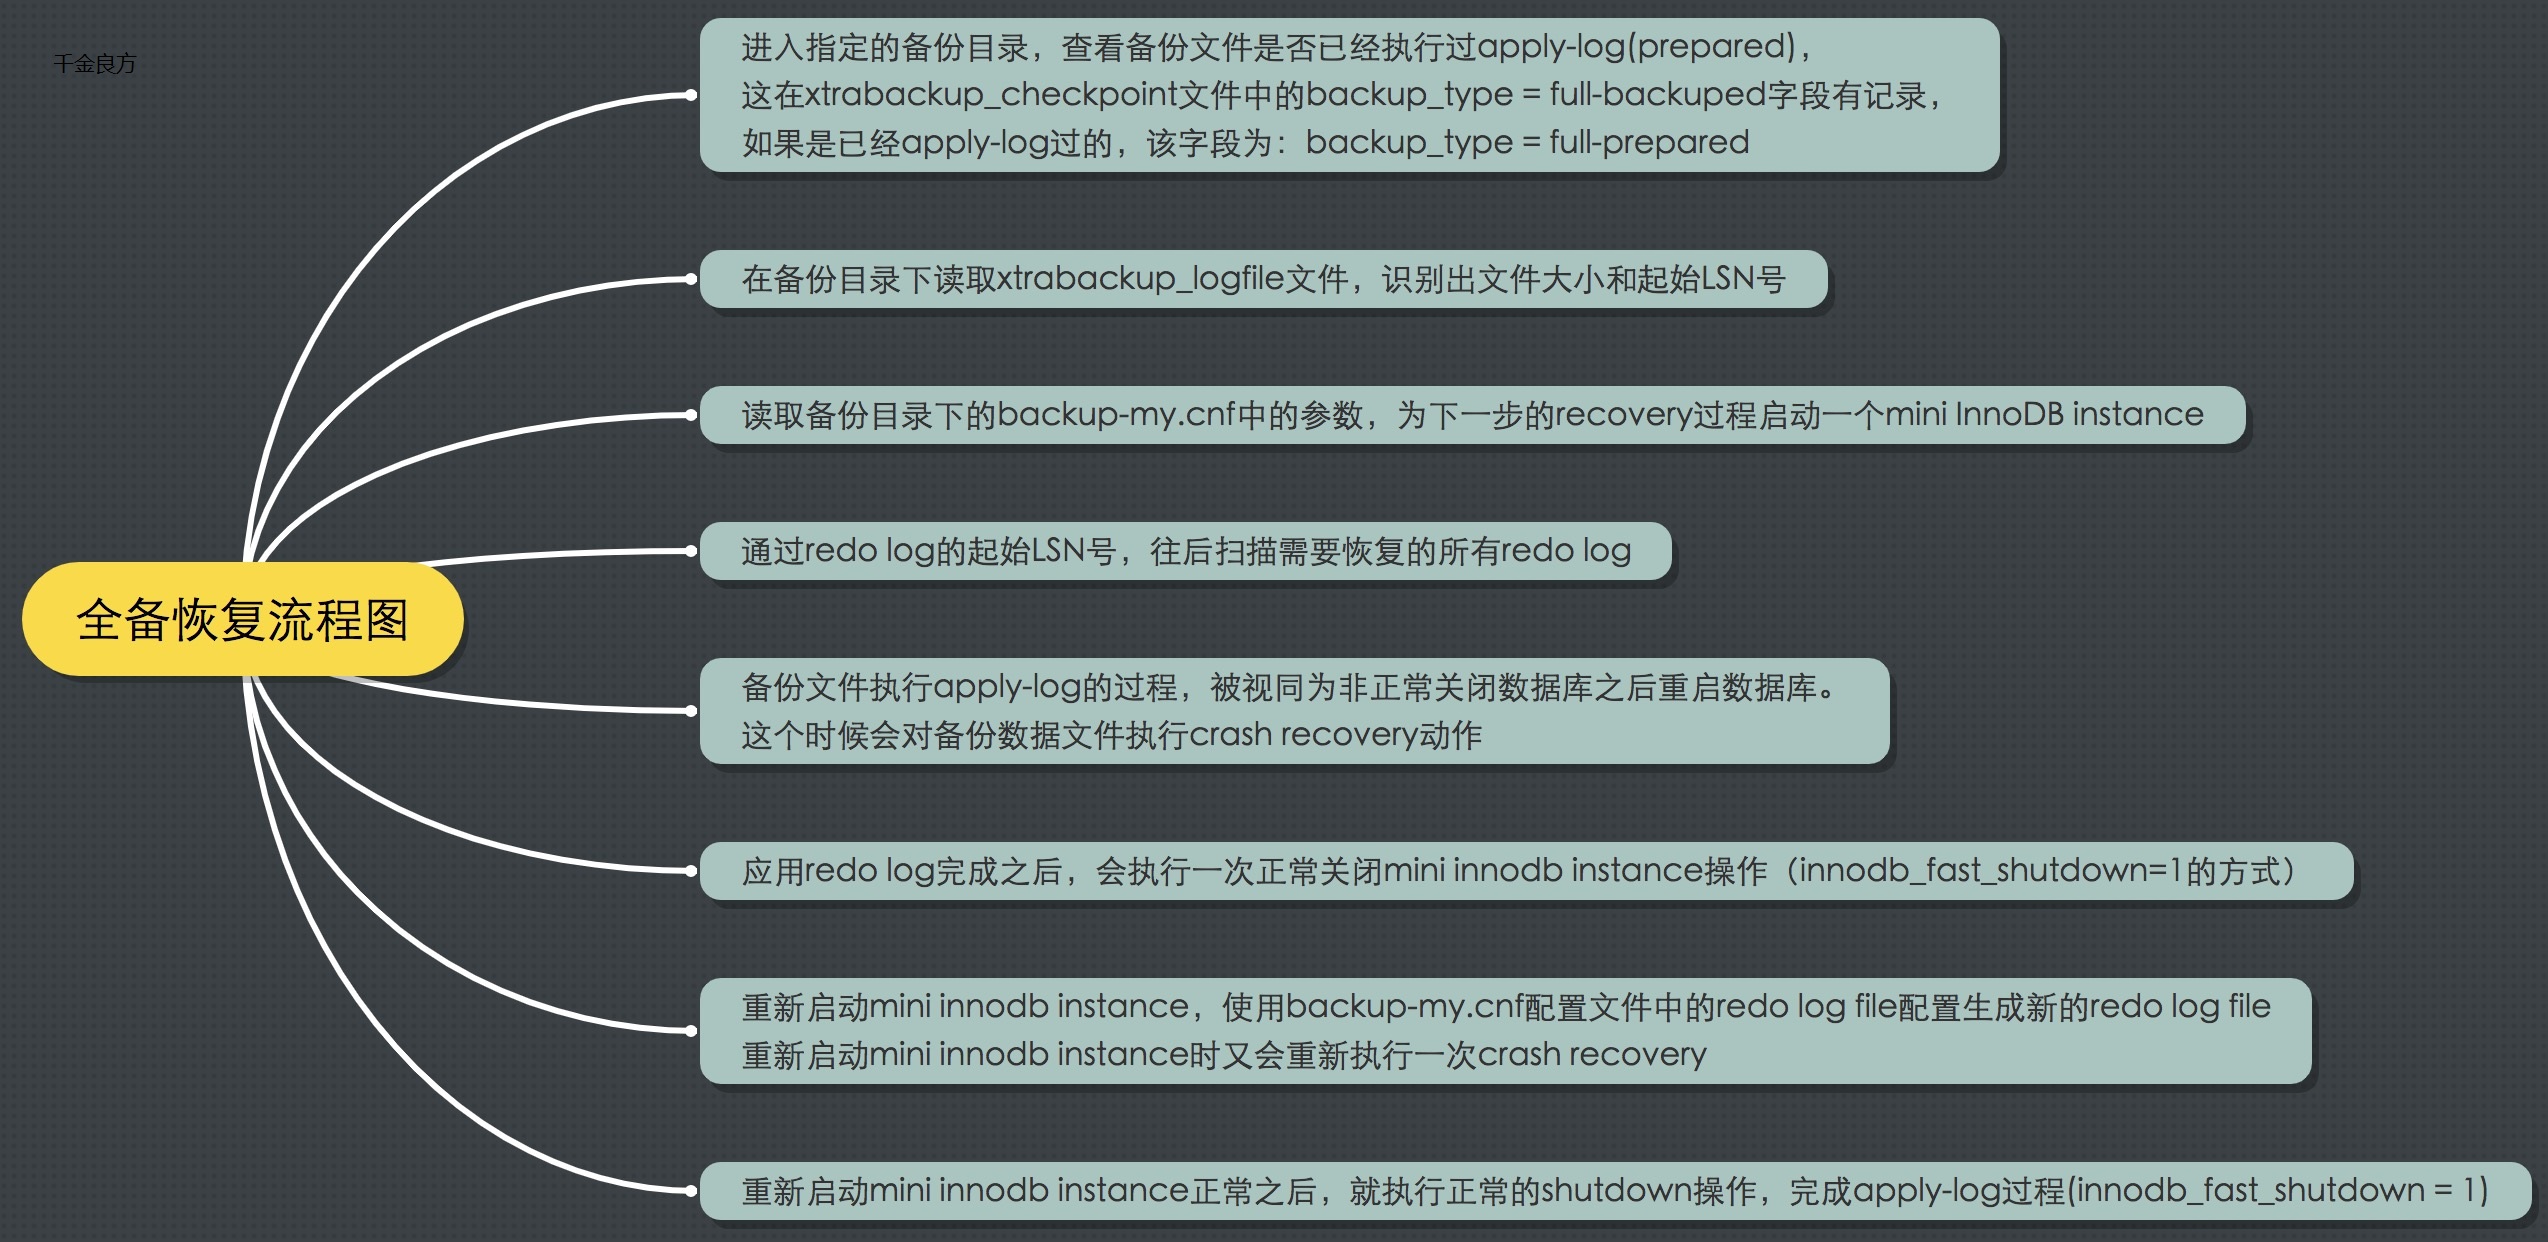 千金良方
进入指定的备份目录，查看备份文件是否已经执行过apply-log(prepared)，
这在xtrabackup_checkpoint文件中的backup_type = full-backuped字段有记录，
如果是已经apply-log过的，该字段为：backup_type = full-prepared
在备份目录下读取xtrabackup_logfile文件，识别出文件大小和起始LSN号
读取备份目录下的backup-my.cnf中的参数，为下一步的recovery过程启动一个mini InnoDB instance
通过redo log的起始LSN号，往后扫描需要恢复的所有redo log
全备恢复流程图
备份文件执行apply-log的过程，被视同为非正常关闭数据库之后重启数据库。
这个时候会对备份数据文件执行crash recovery动作
应用redo log完成之后，会执行一次正常关闭mini innodb instance操作（innodb_fast_shutdown=1的方式）
重新启动mini innodb instance，使用backup-my.cnf配置文件中的redo log file配置生成新的redo log file
重新启动mini innodb instance时又会重新执行一次crash recovery
重新启动mini innodb instance正常之后，就执行正常的shutdown操作，完成apply-log过程(innodb_fast_shutdown = 1)